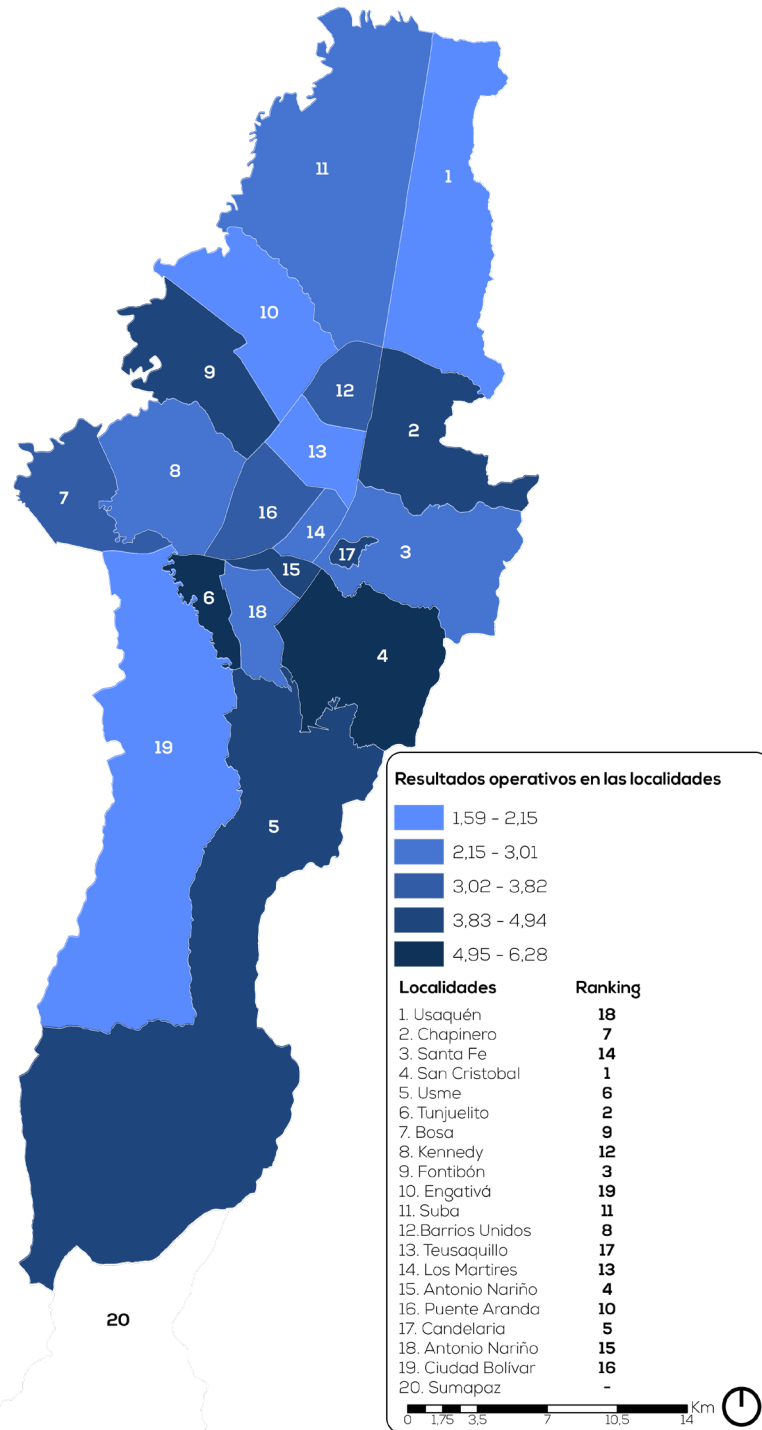 11
1
10
9
12
2
13
8
7
16
14
17
3
15
6
18
4
19
5
20
Resultados operativos en las localidades
1,59 - 2,15
2,15 - 3,01
3,02 - 3,82
3,83 - 4,94
4,95 - 6,28
Localidades Ranking
1. Usaquén 18
2. Chapinero 7
3. Santa Fe 14
4. San Cristobal 1
5. Usme 6
6. Tunjuelito 2
7. Bosa 9
8. Kennedy 12
9. Fontibón 3
10. Engativá 19
11. Suba 11
12.Barrios Unidos 8
13. Teusaquillo 17
14. Los Martires 13
15. Antonio Nariño 4
16. Puente Aranda 10
17. Candelaria 5
18. Antonio Nariño 15
19. Ciudad Bolívar 16
20. Sumapaz -
Km
0 1,75 3,5 7 10,5 14